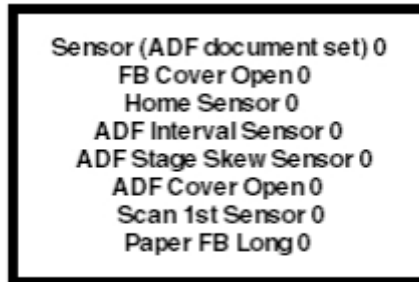 Sensor (ADF document set) 0
FB Cover Open 0
Home Sensor 0
ADF Interval Sensor 0
ADF Stage Skew Sensor 0
ADF Cover Open 0
Scan 1st Sensor 0
Paper FB Long 0